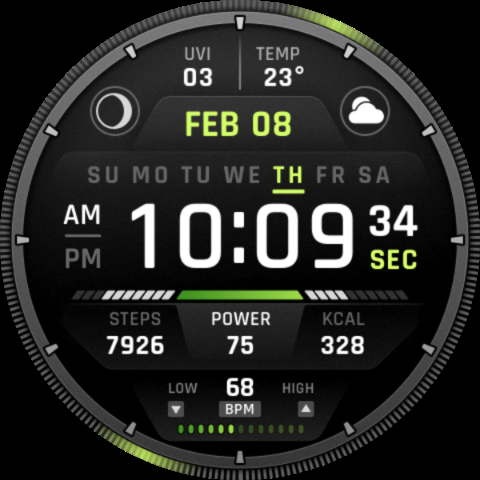 UVI TEMP
03 23°
FEB 08
SU MO TU WE TH FR SA
AM 10:09 34
PM SEC
STEPS POWER KCAL
7926 75 328
LOW 68 HIGH
BPM